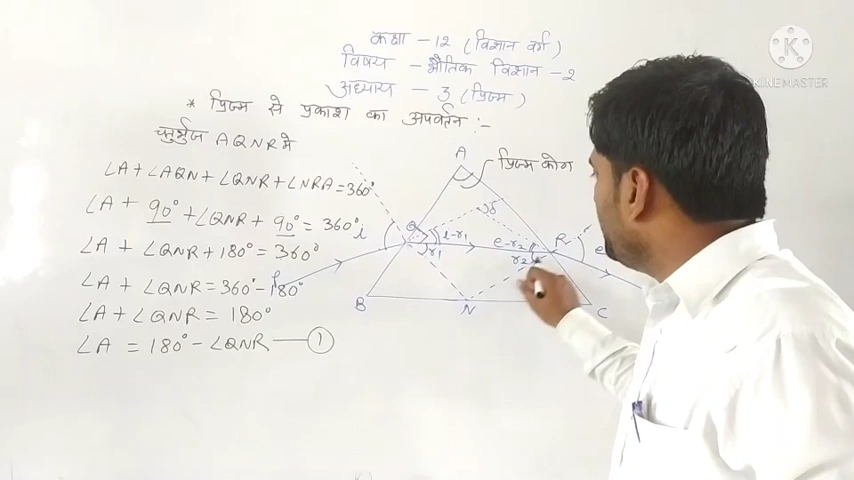 कक्षा - 12 (विज्ञान वर्ग)
विषय - भौतिक विज्ञान - 2
अध्याय - 3 (प्रिज्म)
* प्रिज्म से प्रकाश का अपवर्तन :-
चतुर्भुज AQNR मे
∠A + ∠AQN + ∠QNR + ∠NRA = 360°
∠A + 90° + ∠QNR + 90° = 360°
∠A + ∠QNR + 180° = 360°
∠A + ∠QNR = 360° - 180°
∠A + ∠QNR = 180°
∠A = 180° - ∠QNR — 1
A
प्रिज्म कोण
δ
Q
i
i-r1
r1
e-r2
r2
R
e
P
B
N
C
KINEMASTER